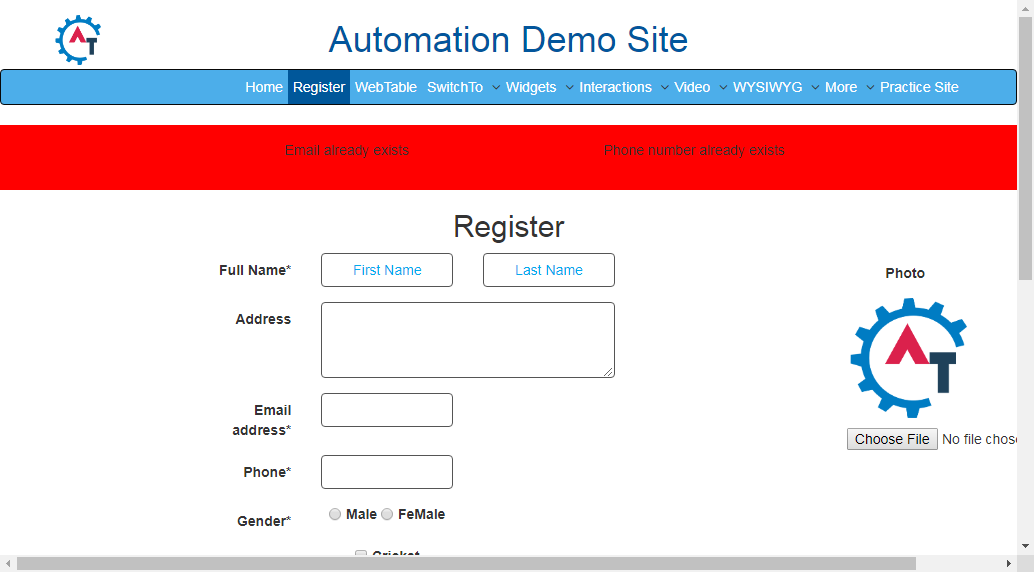 Automation Demo Site
Home Register WebTable SwitchTo Widgets Interactions Video WYSIWYG More Practice Site
Email already exists Phone number already exists
Register
Full Name* First Name Last Name
Photo
Address
AT
Email
address*
Choose File No file chos
Phone*
Gender* Male FeMale
Cricket